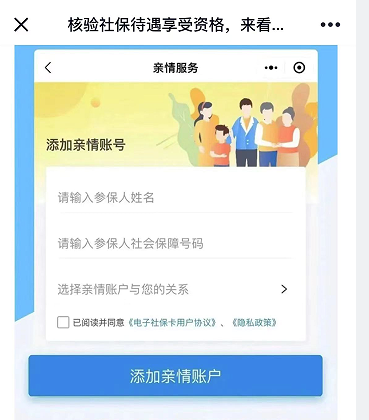 核验社保待遇享受资格，来看...
亲情服务
添加亲情账号
请输入参保人姓名
请输入参保人社会保障号码
选择亲情账户与您的关系
已阅读并同意《电子社保卡用户协议》、《隐私政策》
添加亲情账户